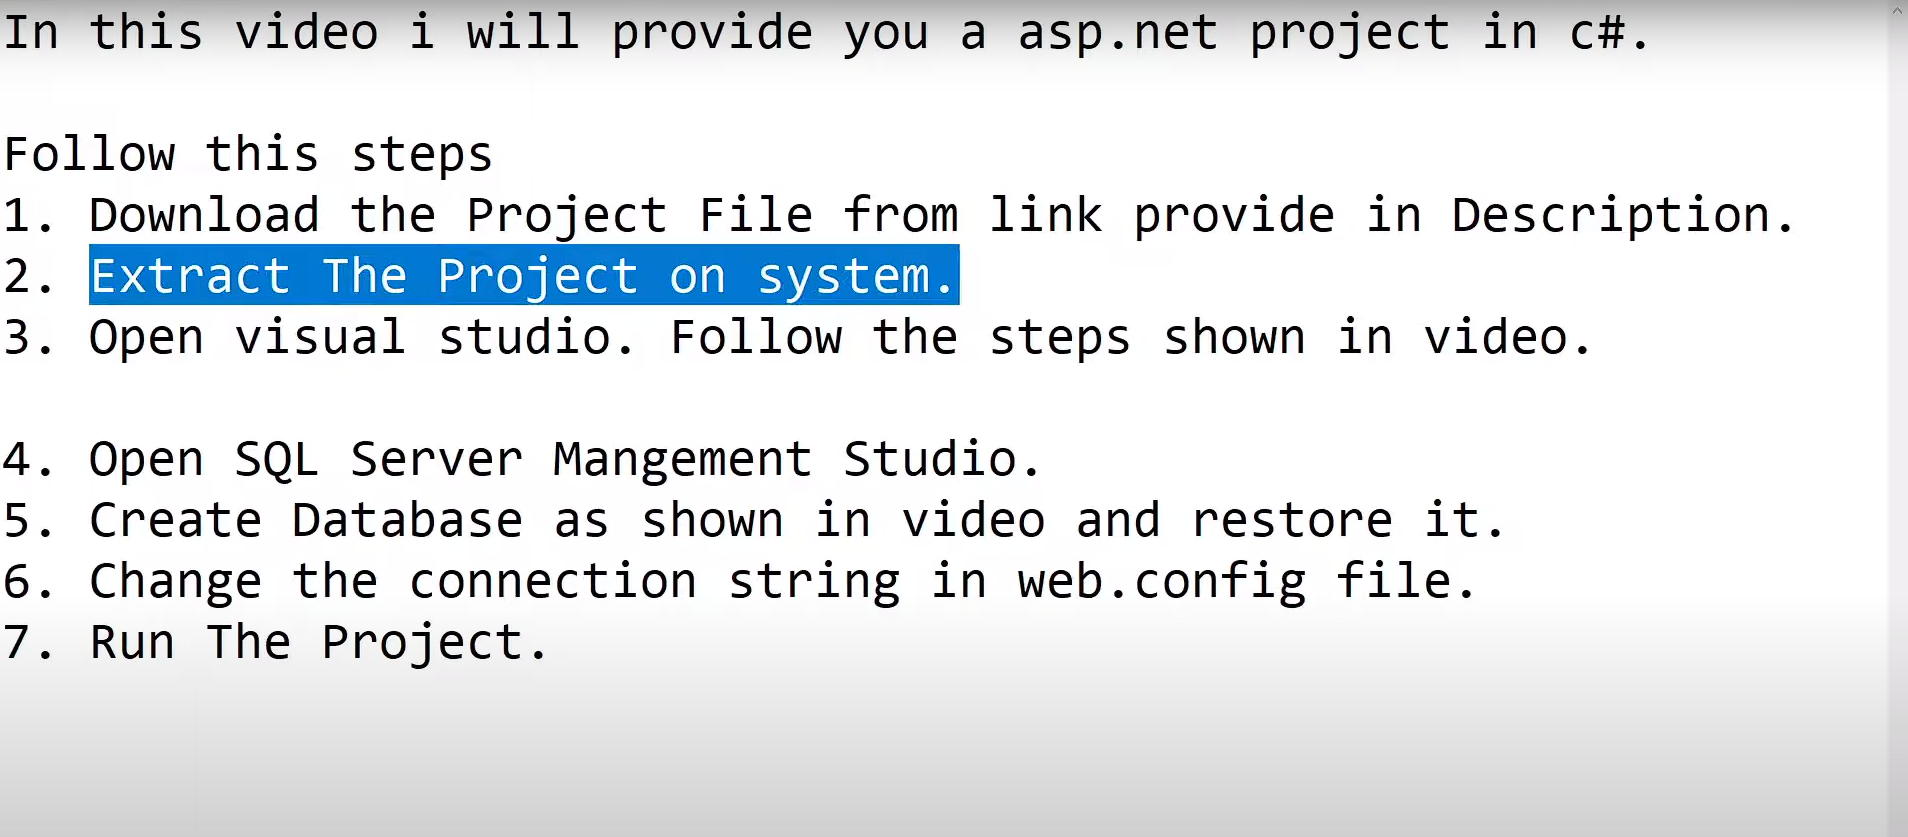 In this video i will provide you a asp.net project in c#.
Follow this steps
1. Download the Project File from link provide in Description.
2. Extract The Project on system.
3. Open visual studio. Follow the steps shown in video.
4. Open SQL Server Mangement Studio.
5. Create Database as shown in video and restore it.
6. Change the connection string in web.config file.
7. Run The Project.